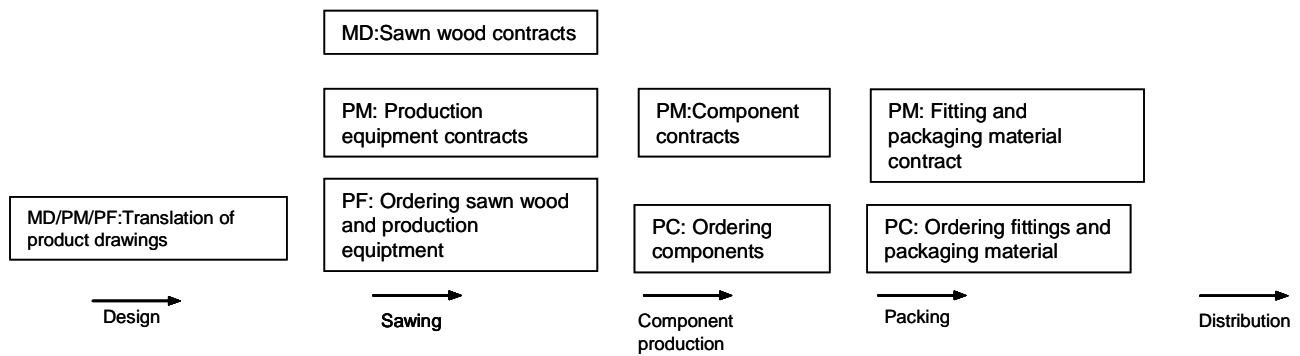 MD:Sawn wood contracts
PM: Production
equipment contracts
PM:Component
contracts
PM: Fitting and
packaging material
contract
MD/PM/PF:Translation of
product drawings
PF: Ordering sawn wood
and production
equiptment
PC: Ordering
components
PC: Ordering fittings and
packaging material
Design
Sawing
Component
production
Packing
Distribution